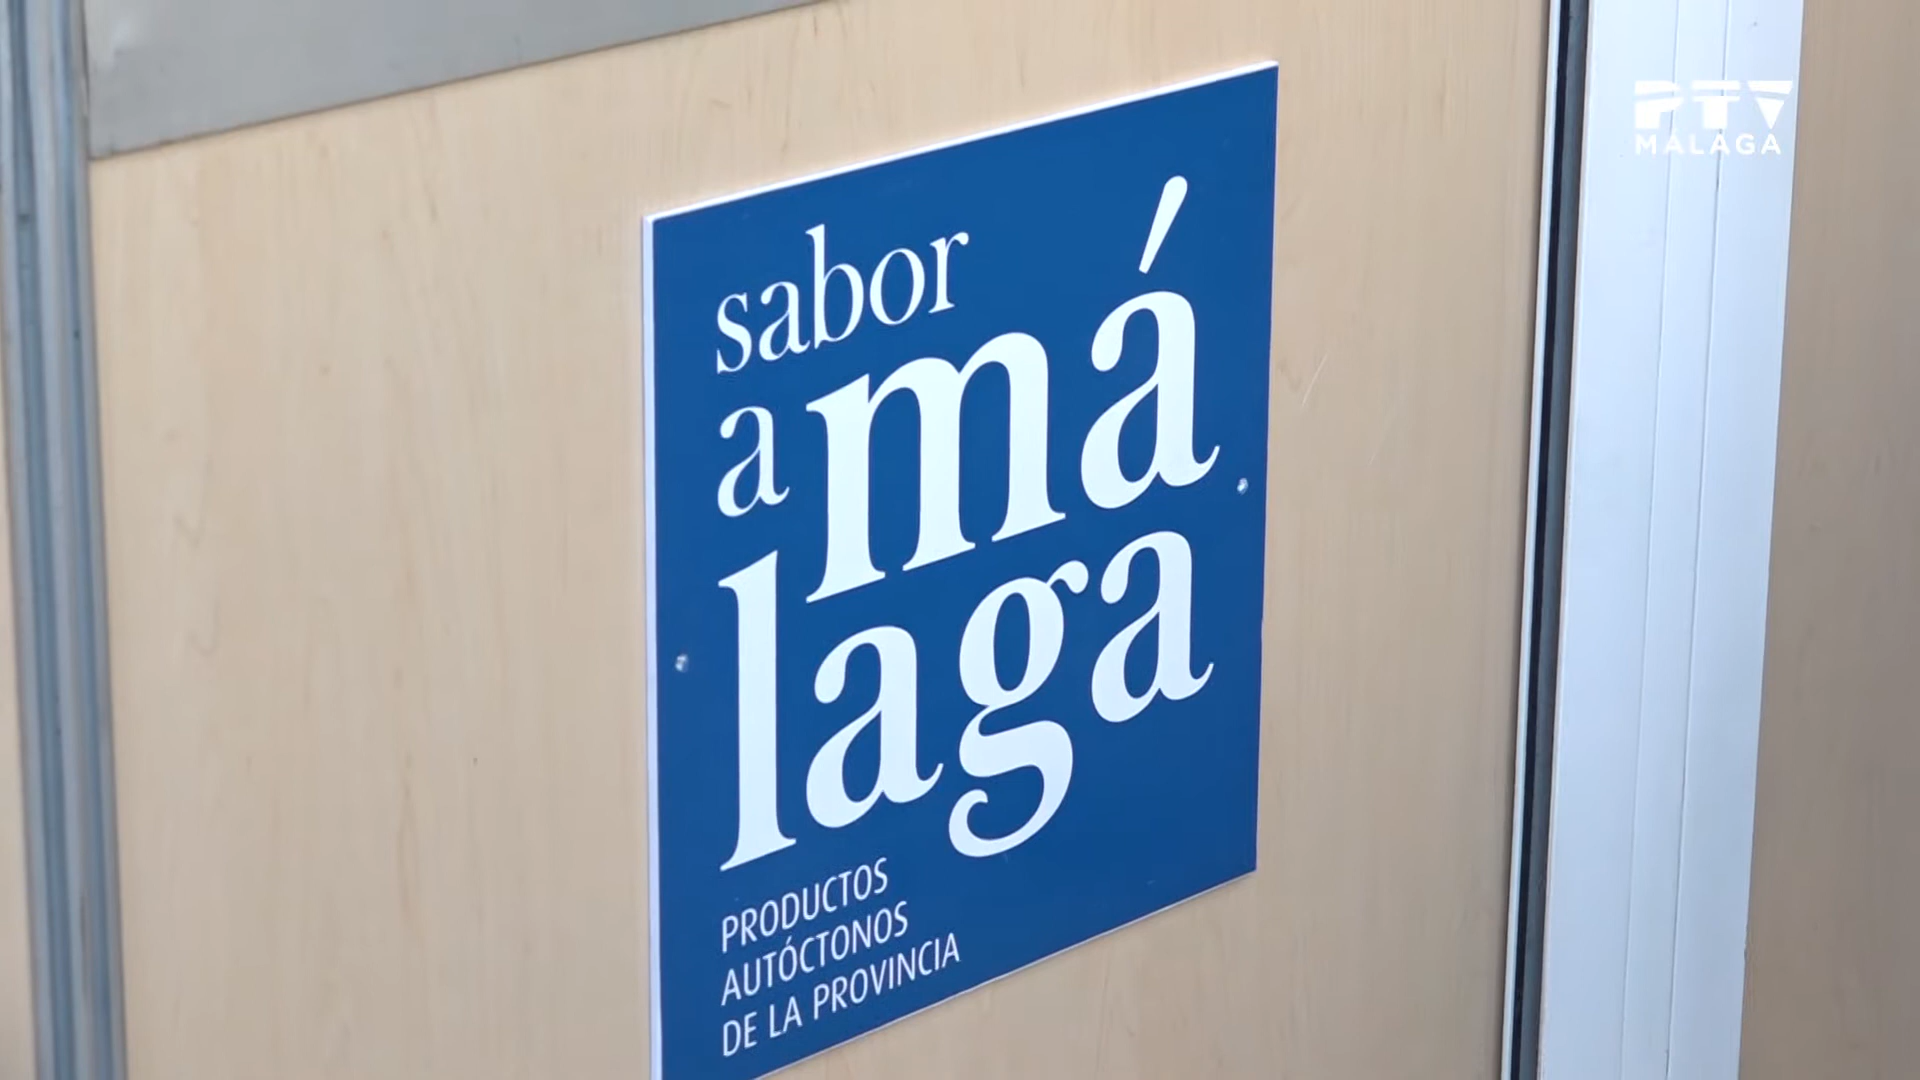 PTV
MÁLAGA
sabor
a má
laga
PRODUCTOS
AUTÓCTONOS
DE LA PROVINCIA